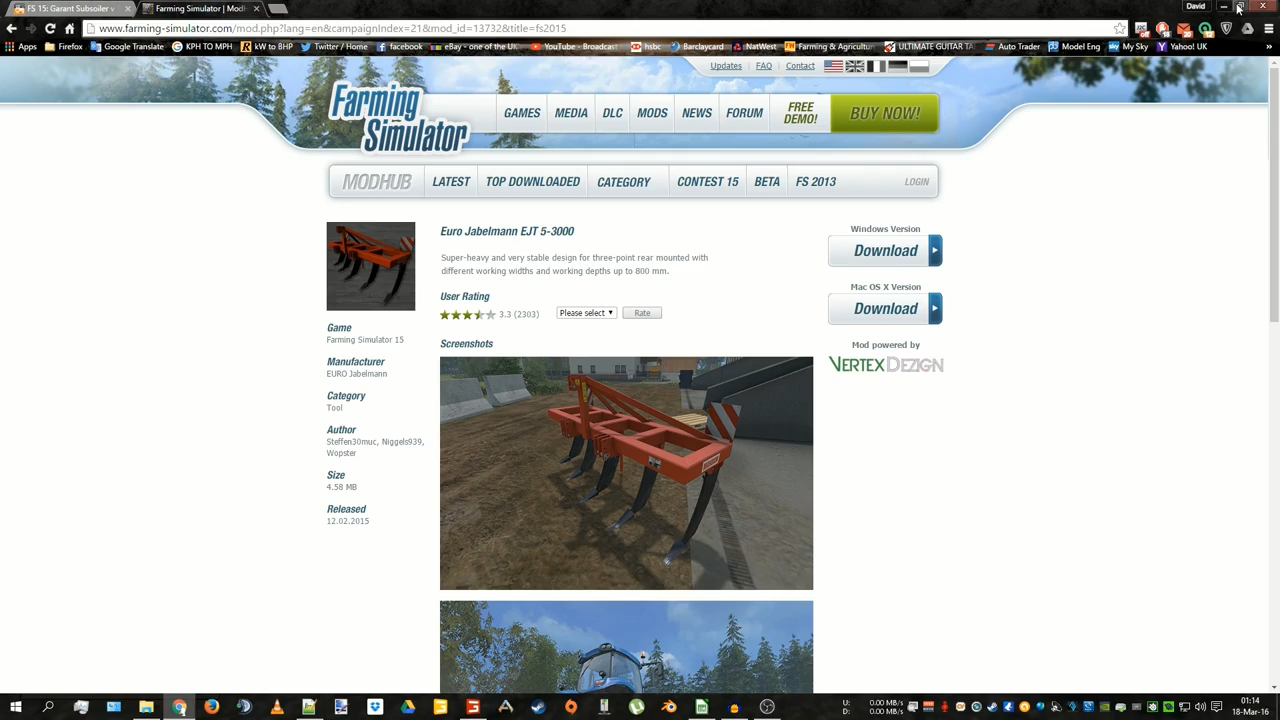 FS 15: Garant Subsoiler v
Farming Simulator | Modh
David
www.farming-simulator.com/mod.php?lang=en&campaignIndex=21&mod_id=13732&title=fs2015
Apps
Firefox
Google Translate
KPH TO MPH
kW to BHP
Twitter / Home
facebook
eBay - one of the uk
YouTube - Broadcast
hsbc
Barclaycard
NatWest
Farming & Agricultu
ULTIMATE GUITAR TA
Auto Trader
Model Eng
My Sky
Yahoo! UK
»
Updates | FAQ | Contact
Farming Simulator
GAMES
MEDIA
DLC
MODS
NEWS
FORUM
FREE DEMO!
BUY NOW!
MODHUB
LATEST
TOP DOWNLOADED
CATEGORY
CONTEST 15
BETA
FS 2013
LOGIN
Euro Jabelmann EJT 5-3000
Super-heavy and very stable design for three-point rear mounted with
different working widths and working depths up to 800 mm.
User Rating
3.3 (2303)
Please select
Rate
Screenshots
Game
Farming Simulator 15
Manufacturer
EURO Jabelmann
Category
Tool
Author
Steffen30muc, Niggels939,
Wopster
Size
4.58 MB
Released
12.02.2015
Windows Version
Download
Mac OS X Version
Download
Mod powered by
VERTEXDEZIGN
U: 0.00 MB/s
D: 0.00 MB/s
01:14
18-Mar-16